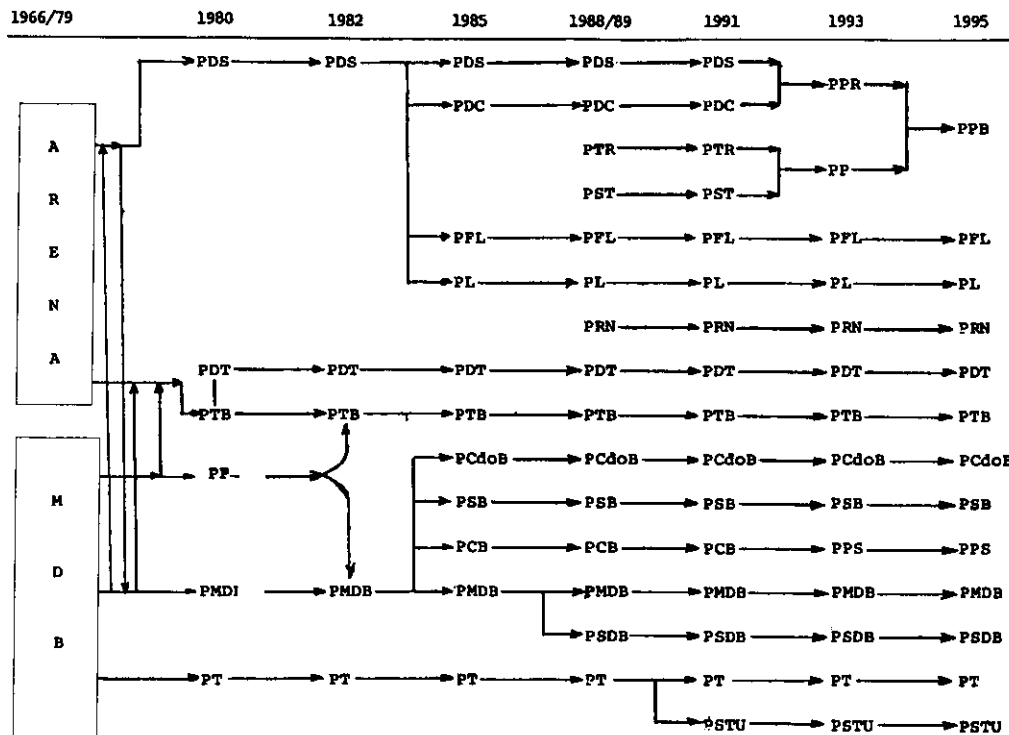 1966/79 1980 1982 1985 1988/89 1991 1993 1995
PDS PDS PDS PDS PDS
PPR
PDC PDC PDC
PPB
A
PTR PTR
PP
R
PST PST
E
PFL PFL PFL PFL PFL
N
PL PL PL PL PL
PRN PRN PRN PRN
A
PDT PDT PDT PDT PDT PDT PDT
PTB PTB PTB PTB PTB PTB PTB
PCdoB PCdoB PCdoB PCdoB PCdoB
PP
M
PSB PSB PSB PSB PSB
PCB PCB PCB PPS PPS
D
PMDI PMDB PMDB PMDB PMDB PMDB PMDB
B
PSDB PSDB PSDB PSDB
PT PT PT PT PT PT PT
PSTU PSTU PSTU